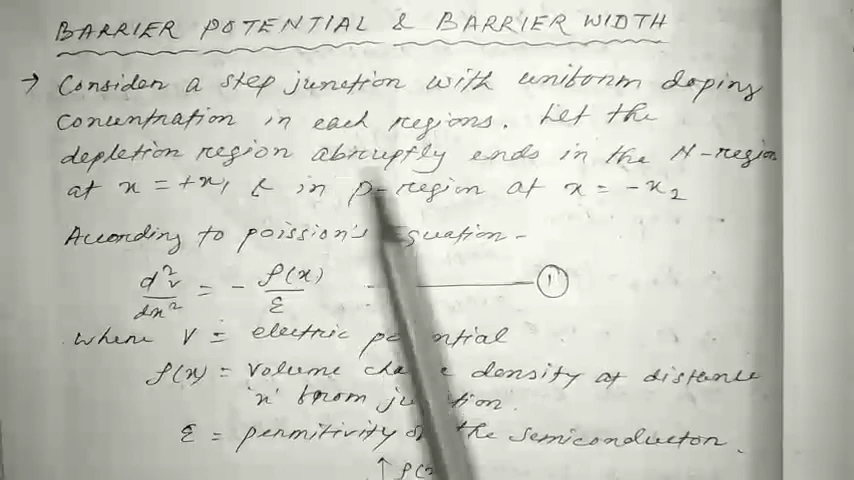 BARRIER POTENTIAL & BARRIER WIDTH
→ Consider a step junction with uniform doping
concentration in each regions. Let the
depletion region abruptly ends in the N-region
at x = +x₁ & in p-region at x = -x₂
According to poission's Equation -
d²v/dx² = - ρ(x)/ε ①
where V = electric
ρ(x) = volume density at distance
'x' from
ε = permitivity the semiconductor.
↑